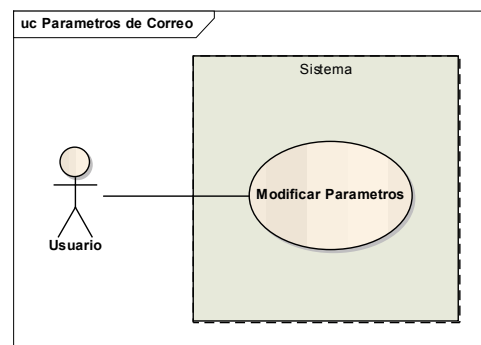 uc Parametros de Correo
Sistema
Modificar Parametros
Usuario